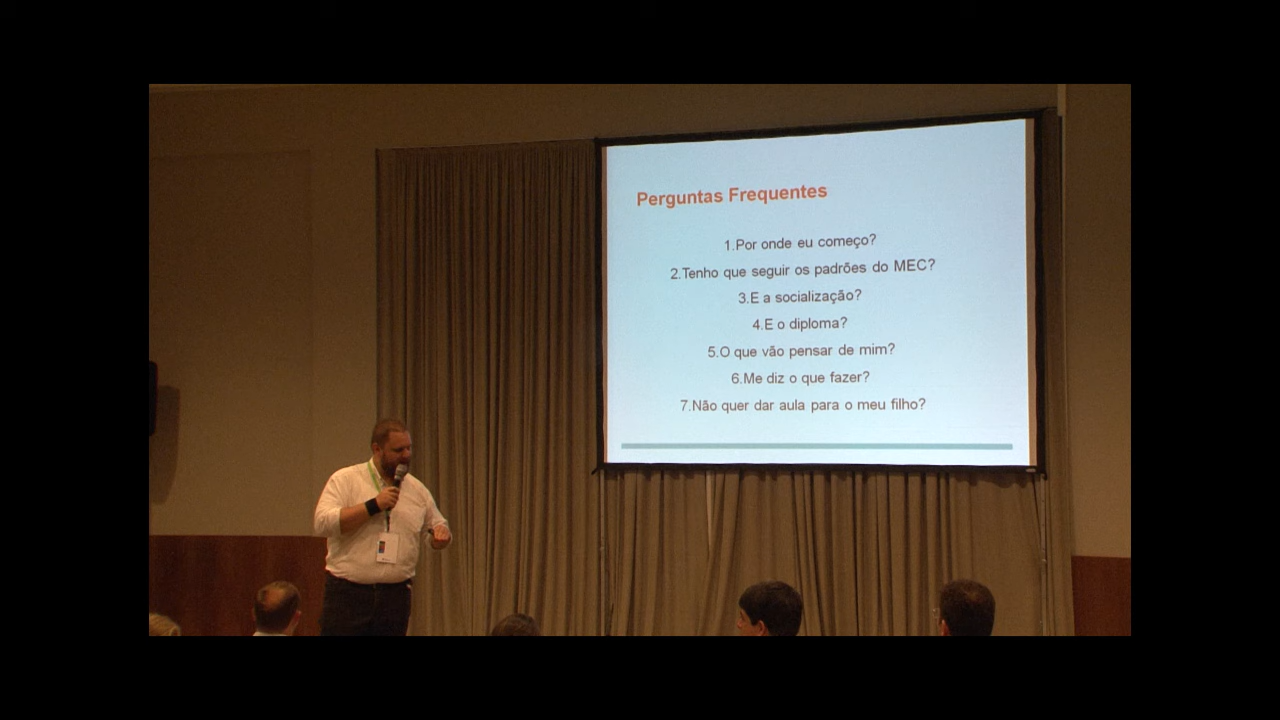 Perguntas Frequentes
1.Por onde eu começo?
2.Tenho que seguir os padrões do MEC?
3.E a socialização?
4.E o diploma?
5.O que vão pensar de mim?
6.Me diz o que fazer?
7.Não quer dar aula para o meu filho?